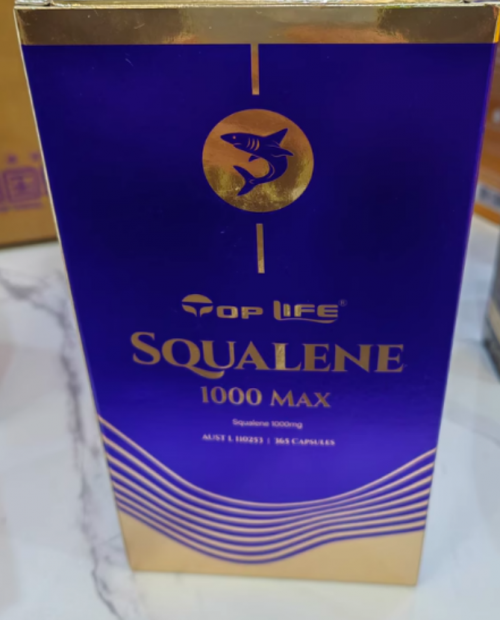 TOP LIFE®
SQUALENE
1000 MAX
Squalene 1000mg
AUST L 110253 | 365 CAPSULES